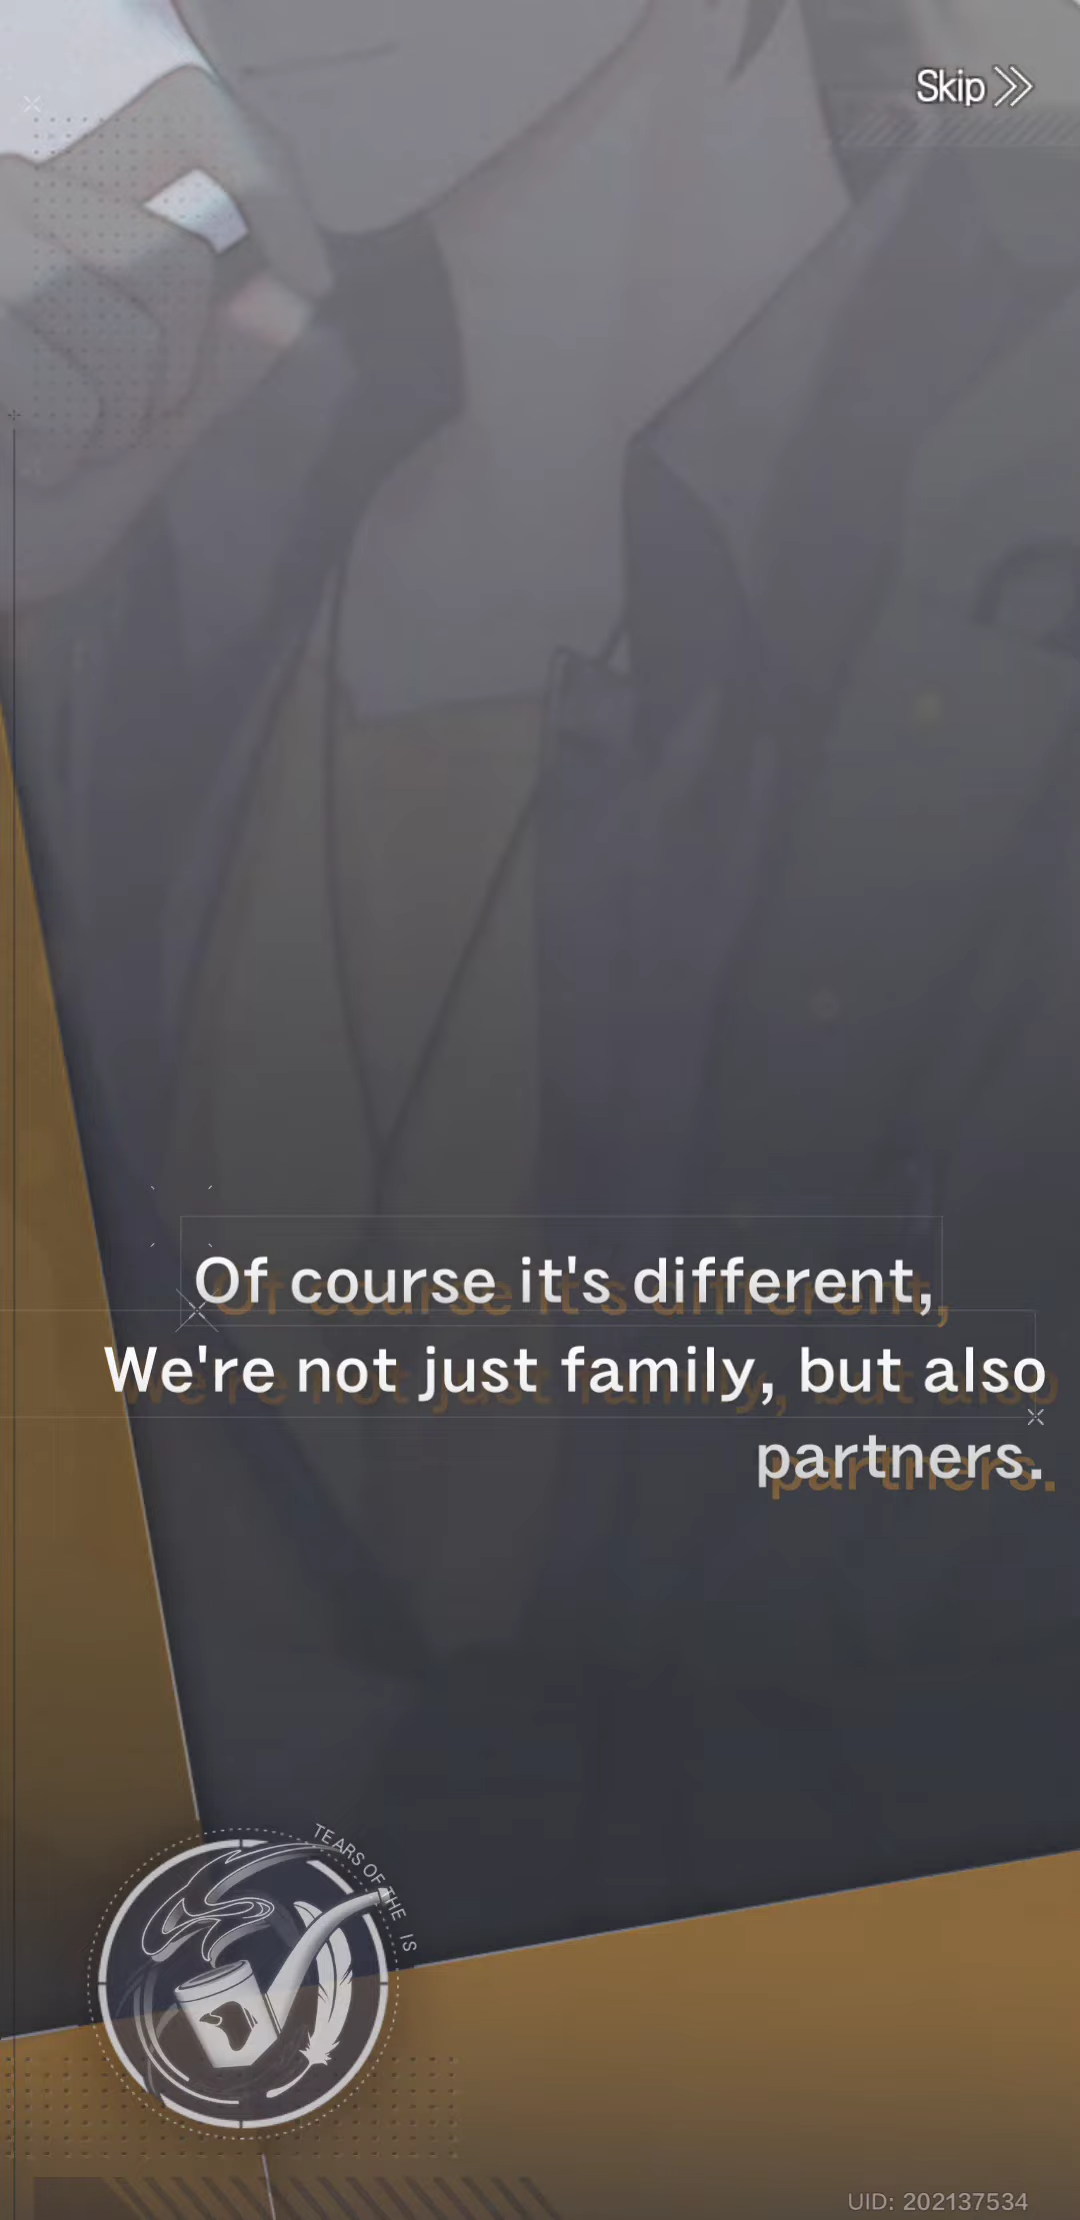 Skip
Of course it's different,
We're not just family, but also
partners.
TEARS OF THE IS
UID: 202137534